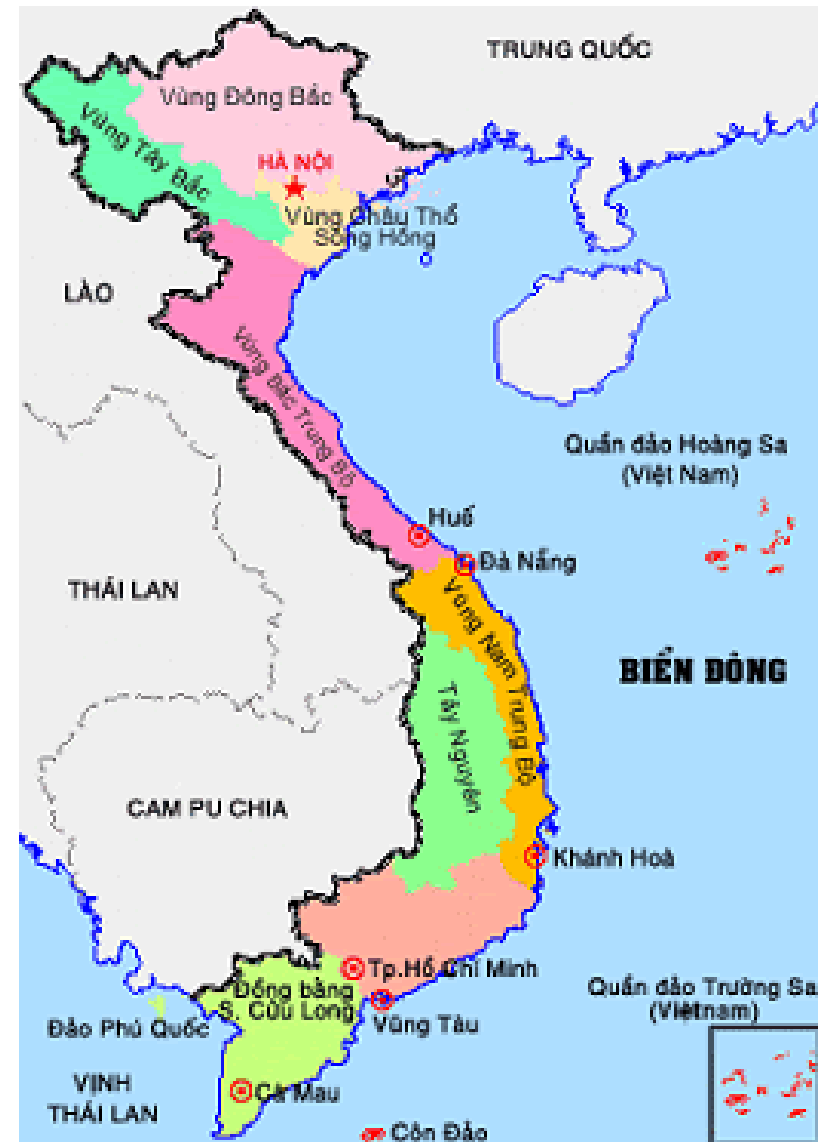 TRUNG QUỐC
Vùng Đông Bắc
Vùng Tây Bắc
HÀ NỘI
Vùng Châu Thổ
Sông Hồng
LÀO
Vùng Bắc Trung Bộ
Quần đảo Hoàng Sa
(Việt Nam)
Huế
Đà Nẵng
THÁI LAN
Vùng Nam Trung Bộ
BIỂN ĐÔNG
Tây Nguyên
CAM PU CHIA
Khánh Hoà
Tp.Hồ Chí Minh
Đồng bằng
S. Cửu Long
Quần đảo Trường Sa
(Việtnam)
Vũng Tàu
Đảo Phú Quốc
VỊNH
THÁI LAN
Cà Mau
Côn Đảo